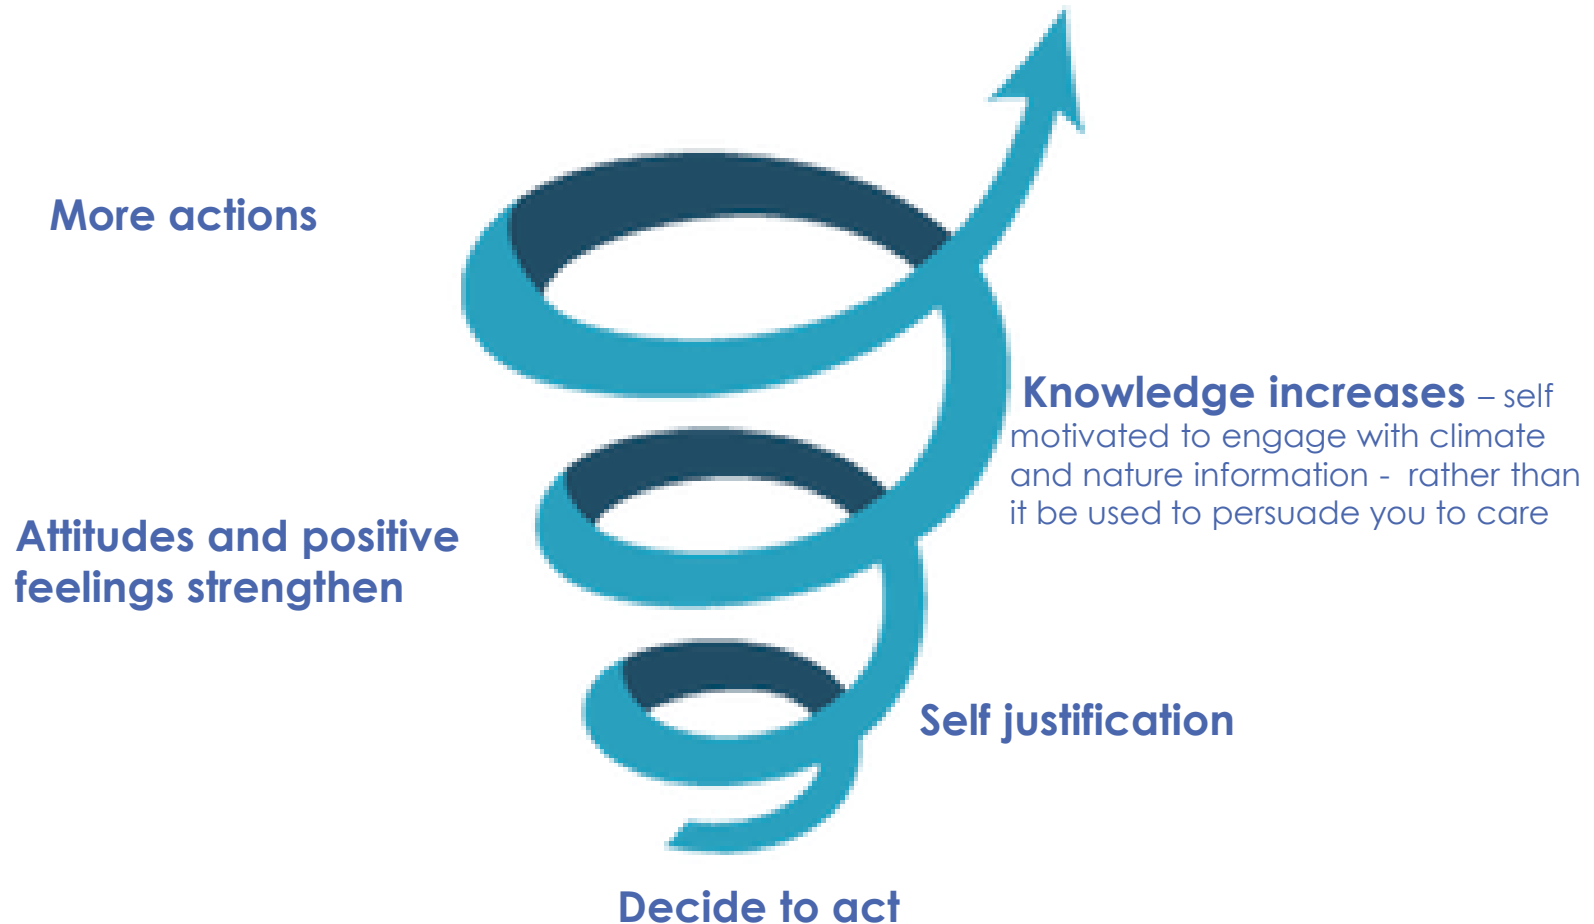 More actions
Knowledge increases – self
motivated to engage with climate
and nature information - rather than
it be used to persuade you to care
Attitudes and positive
feelings strengthen
Self justification
Decide to act